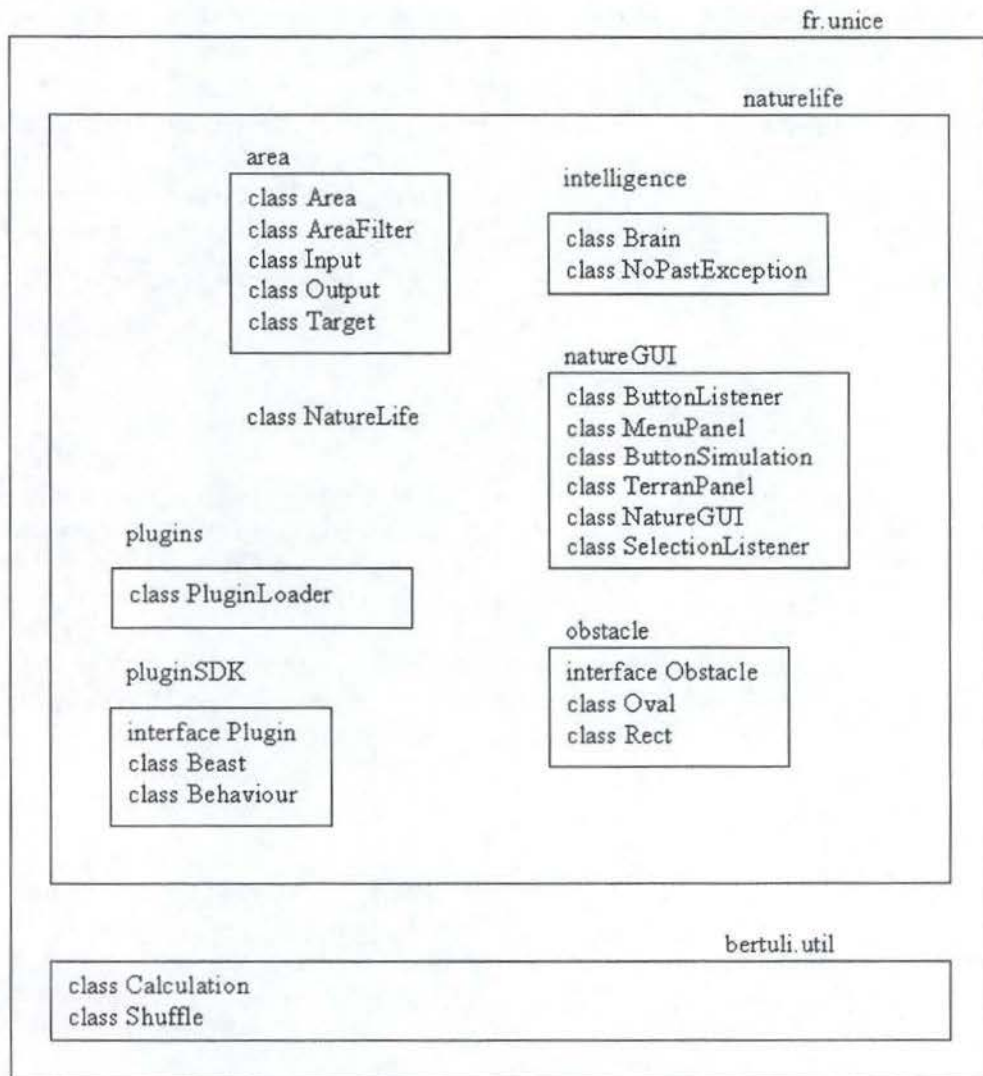 fr.unice
naturelife
area
class Area
class AreaFilter
class Input
class Output
class Target
intelligence
class Brain
class NoPastException
natureGUI
class ButtonListener
class MenuPanel
class ButtonSimulation
class TerranPanel
class NatureGUI
class SelectionListener
class NatureLife
plugins
class PluginLoader
pluginSDK
interface Plugin
class Beast
class Behaviour
obstacle
interface Obstacle
class Oval
class Rect
bertuli.util
class Calculation
class Shuffle